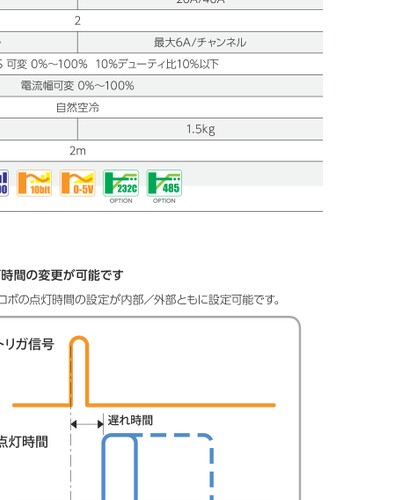 2
最大6A/チャンネル
可変 0%～100%  10%デューティ比10%以下
電流幅可変 0%～100%
自然空冷
1.5kg
2m
00
10bit
0-5V
232C
485
OPTION
OPTION
時間の変更が可能です
ロボの点灯時間の設定が内部／外部ともに設定可能です。
トリガ信号
遅れ時間
点灯時間